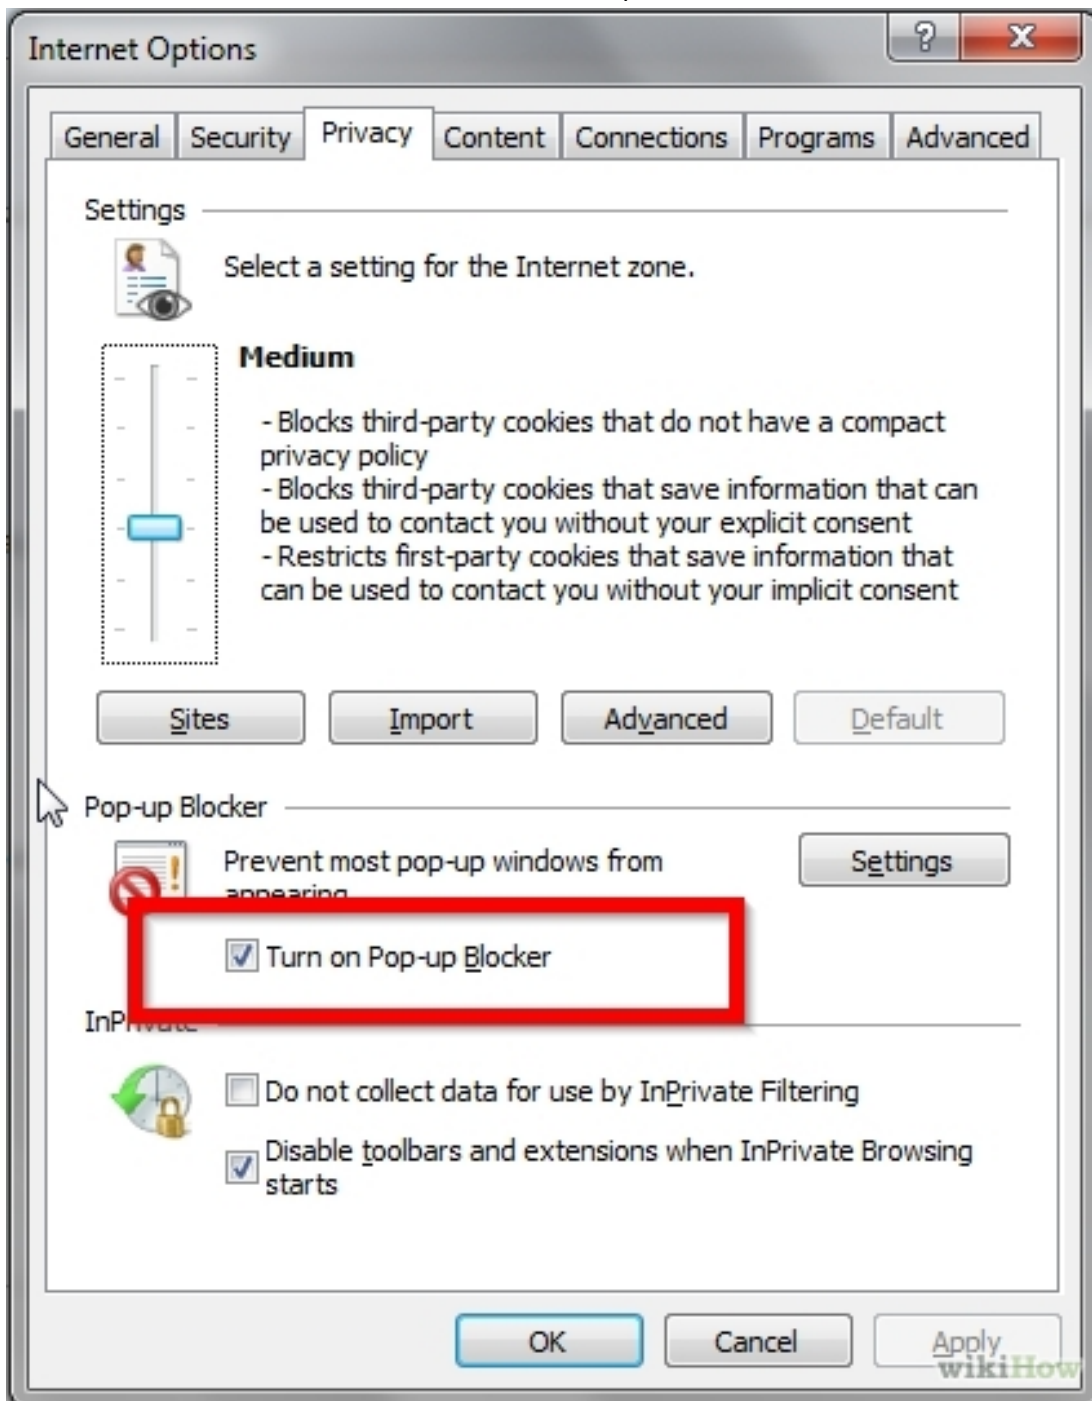 Internet Options
General Security Privacy Content Connections Programs Advanced
Settings
Select a setting for the Internet zone.
Medium
- Blocks third-party cookies that do not have a compact
privacy policy
- Blocks third-party cookies that save information that can
be used to contact you without your explicit consent
- Restricts first-party cookies that save information that
can be used to contact you without your implicit consent
Sites Import Advanced Default
Pop-up Blocker
Prevent most pop-up windows from
appearing
Settings
Turn on Pop-up Blocker
InPrivate
Do not collect data for use by InPrivate Filtering
Disable toolbars and extensions when InPrivate Browsing
starts
OK Cancel Apply
wikiHow